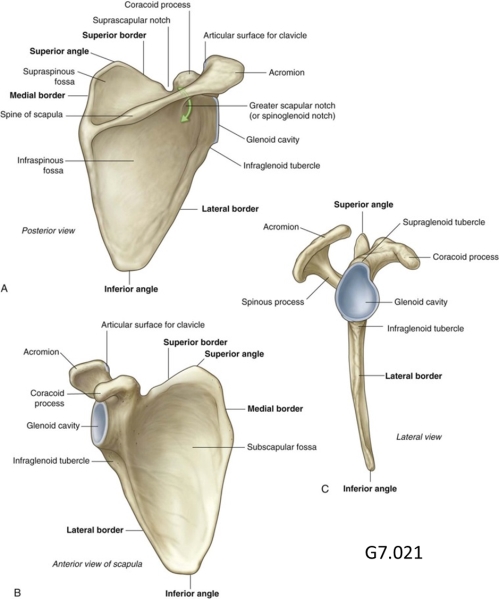 Coracoid process
Suprascapular notch
Superior border
Articular surface for clavicle
Superior angle
Supraspinous
fossa
Acromion
Medial border
Spine of scapula
Greater scapular notch
(or spinoglenoid notch)
Glenoid cavity
Infraspinous
fossa
Infraglenoid tubercle
Lateral border
Posterior view
A
Inferior angle
Superior angle
Supraglenoid tubercle
Acromion
Coracoid process
Spinous process
Glenoid cavity
Infraglenoid tubercle
Lateral border
Lateral view
C
Inferior angle
Articular surface for clavicle
Superior border
Superior angle
Acromion
Coracoid
process
Medial border
Glenoid cavity
Subscapular fossa
Infraglenoid tubercle
Lateral border
Anterior view of scapula
B
Inferior angle
G7.021